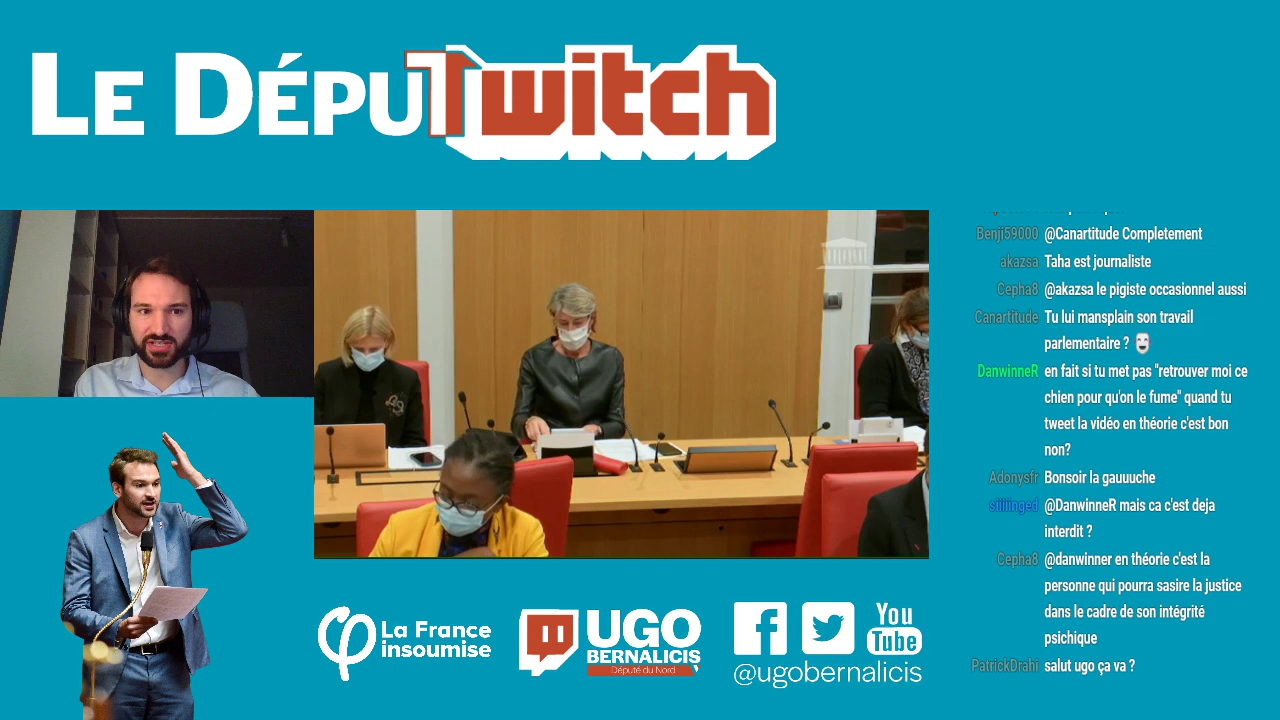 LE DÉPUTwitch
Benji59000 @Canartitude Completement
akazsa Taha est journaliste
Cepha8 @akazsa le pigiste occasionnel aussi
Canartitude Tu lui mansplain son travail
parlementaire ?
DanwinneR en fait si tu met pas "retrouver moi ce
chien pour qu'on le fume" quand tu
tweet la vidéo en théorie c'est bon
non?
Adonysfr Bonsoir la gauuuche
siiiiinged @DanwinneR mais ca c'est deja
interdit ?
Cepha8 @danwinner en théorie c'est la
personne qui pourra sasire la justice
dans le cadre de son intégrité
psichique
PatrickDrahi salut ugo ça va ?
La France
insoumise
UGO
BERNALICIS
Député du Nord
You
Tube
@ugobernalicis